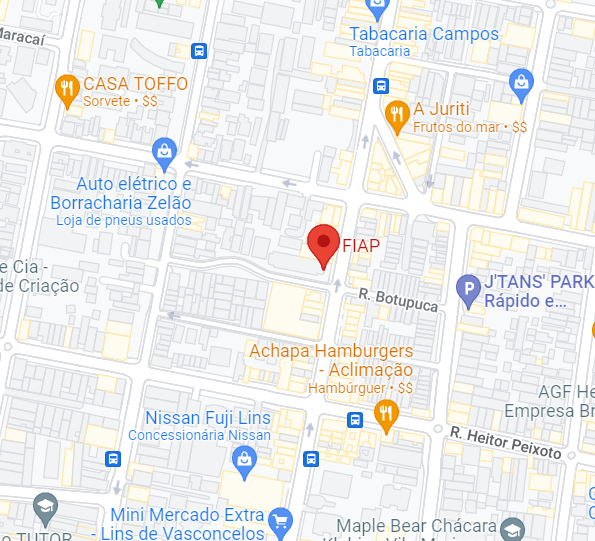 Maracaí
Tabacaria Campos
Tabacaria
CASA TOFFO
Sorvete • $$
A Juriti
Frutos do mar • $$
Auto elétrico e
Borracharia Zelão
Loja de pneus usados
FIAP
e Cia -
de Criação
R. Botupuca
J'TANS' PARK
Rápido e...
P
Achapa Hamburgers
- Aclimação
Hambúrguer • $$
AGF He
Empresa Br
Nissan Fuji Lins
Concessionária Nissan
R. Heitor Peixoto
Mini Mercado Extra
- Lins de Vasconcelos
o TUTOR
Maple Bear Chácara